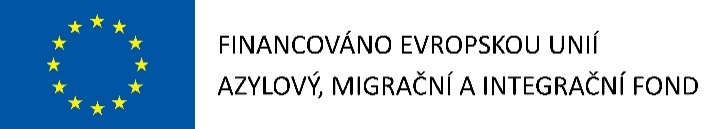 FINANCOVÁNO EVROPSKOU UNIÍ
AZYLOVÝ, MIGRAČNÍ A INTEGRAČNÍ FOND